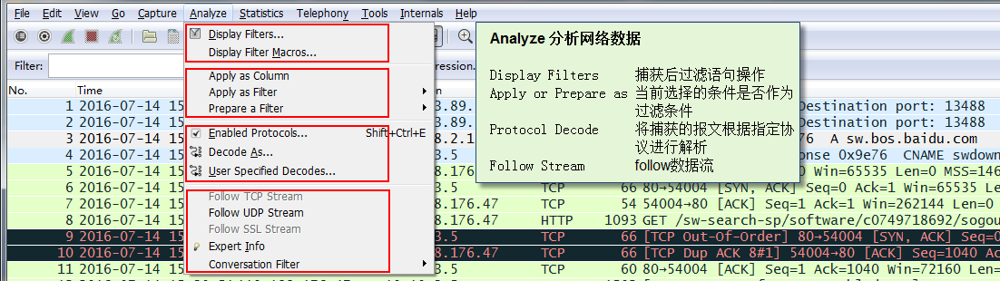 File Edit View Go Capture Analyze Statistics Telephony Tools Internals Help
Display Filters...
Display Filter Macros...
Apply as Column
Apply as Filter
Prepare a Filter
Enabled Protocols... Shift+Ctrl+E
Decode As...
User Specified Decodes...
Follow TCP Stream
Follow UDP Stream
Follow SSL Stream
Expert Info
Conversation Filter
Analyze 分析网络数据
Display Filters 捕获后过滤语句操作
Apply or Prepare as 当前选择的条件是否作为
过滤条件
Protocol Decode 将捕获的报文根据指定协
议进行解析
Follow Stream follow数据流
Filter: ression.
No. Time
1 2016-07-14 15 3.89. Destination port: 13488
2 2016-07-14 15 3.89. Destination port: 13488
3 2016-07-14 15 8.2.1 76 A sw.bos.baidu.com
4 2016-07-14 15 3.5 onse 0x9e76 CNAME swdown
5 2016-07-14 15 8.176 0 Win=65535 Len=0 MSS=146
6 2016-07-14 15 3.5 TCP 66 80→54004 [SYN, ACK] Seq=0 Ack=1 Win=65535 Len=
7 2016-07-14 15 8.176.47 TCP 54 54004→80 [ACK] Seq=1 Ack=1 Win=262144 Len=0
8 2016-07-14 15 8.176.47 HTTP 1093 GET /sw-search-sp/software/c0749718692/sogou
9 2016-07-14 15 3.5 TCP 66 [TCP Out-Of-Order] 80→54004 [SYN, ACK] Seq=0
10 2016-07-14 15 8.176.47 TCP 66 [TCP Dup ACK 8#1] 54004→80 [ACK] Seq=1040 A
11 2016-07-14 15 3.5 TCP 60 80→54004 [ACK] Seq=1 Ack=1040 Win=72160 Len=